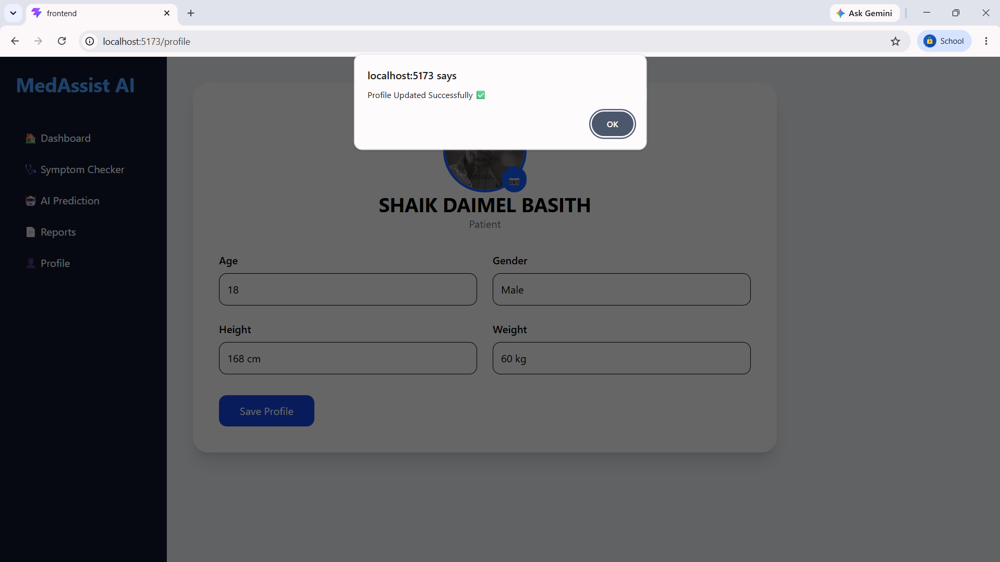 frontend
Ask Gemini
localhost:5173/profile
School
localhost:5173 says
Profile Updated Successfully ✅
OK
MedAssist AI
🏠 Dashboard
🩺 Symptom Checker
🤖 AI Prediction
📄 Reports
👤 Profile
SHAIK DAIMEL BASITH
Patient
Age
18
Gender
Male
Height
168 cm
Weight
60 kg
Save Profile